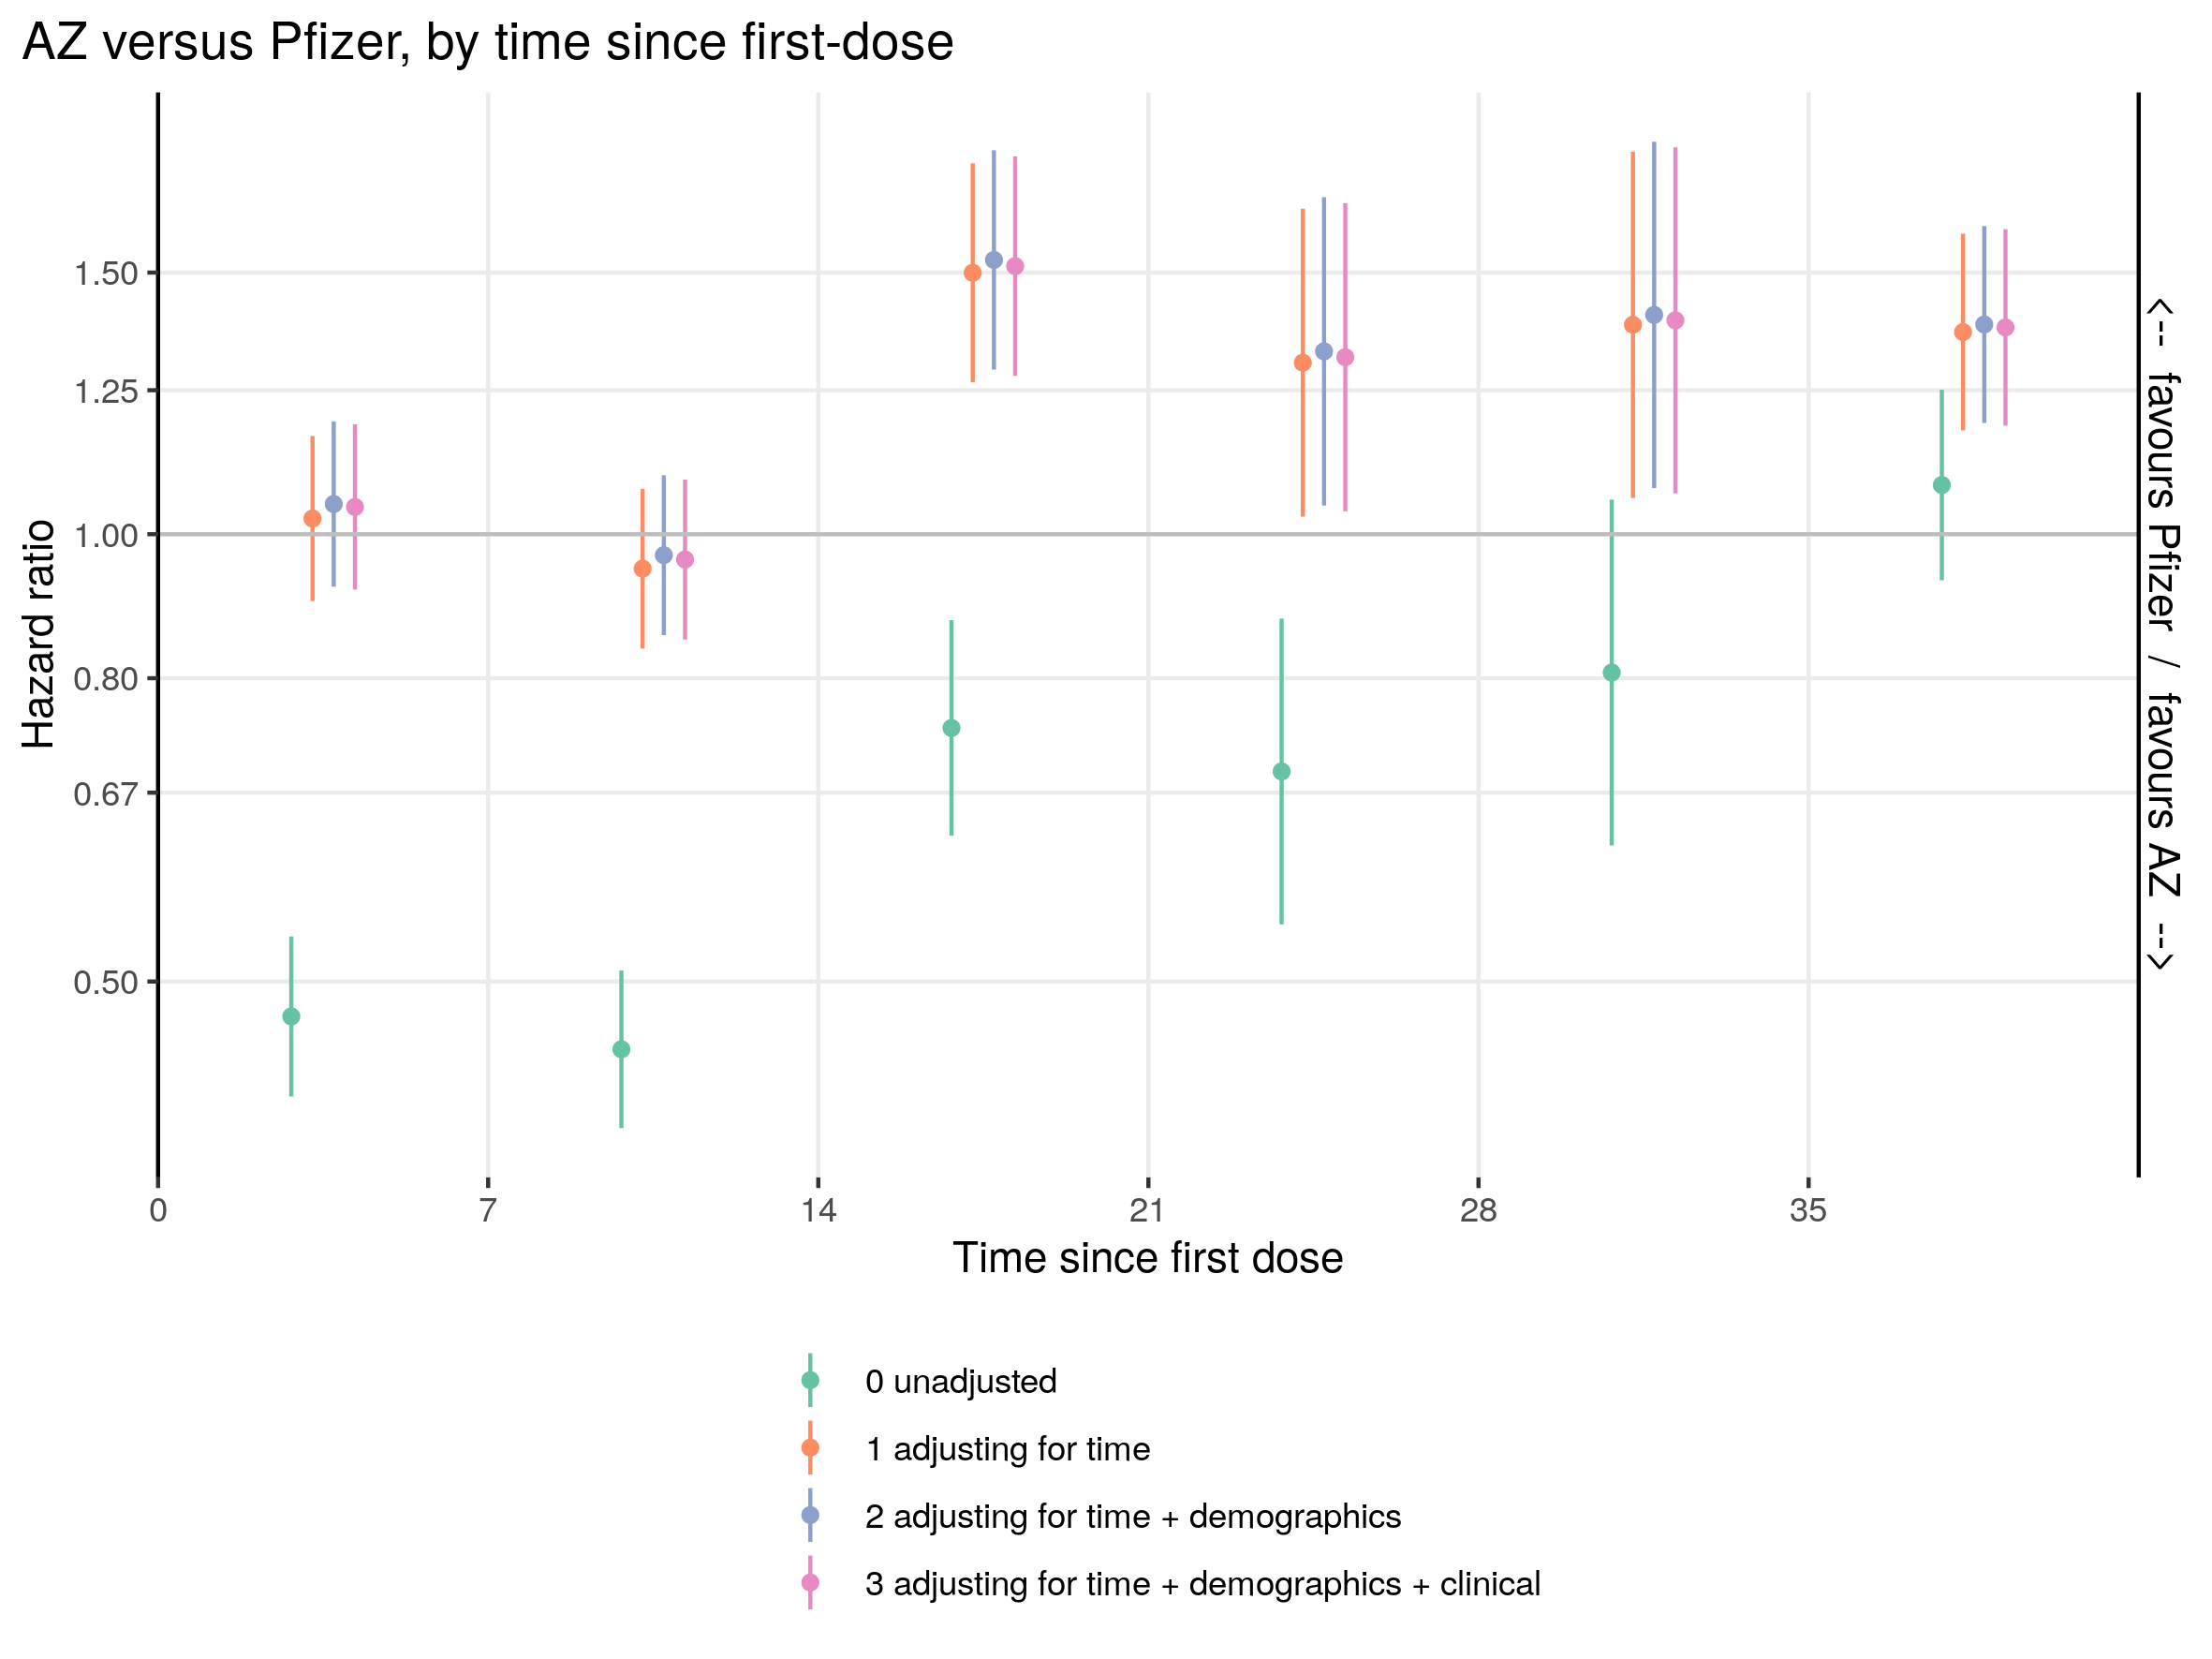 AZ versus Pfizer, by time since first-dose
Hazard ratio
1.50
1.25
1.00
0.80
0.67
0.50
<-- favours Pfizer / favours AZ -->
0 7 14 21 28 35
Time since first dose
0 unadjusted
1 adjusting for time
2 adjusting for time + demographics
3 adjusting for time + demographics + clinical